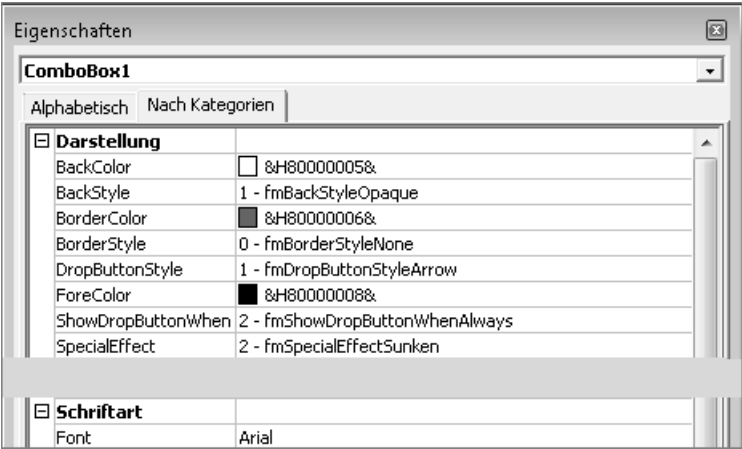 Eigenschaften
ComboBox1
Alphabetisch Nach Kategorien
Darstellung
BackColor &H80000005&
BackStyle 1 - fmBackStyleOpaque
BorderColor &H80000006&
BorderStyle 0 - fmBorderStyleNone
DropButtonStyle 1 - fmDropButtonStyleArrow
ForeColor &H80000008&
ShowDropButtonWhen 2 - fmShowDropButtonWhenAlways
SpecialEffect 2 - fmSpecialEffectSunken
Schriftart
Font Arial